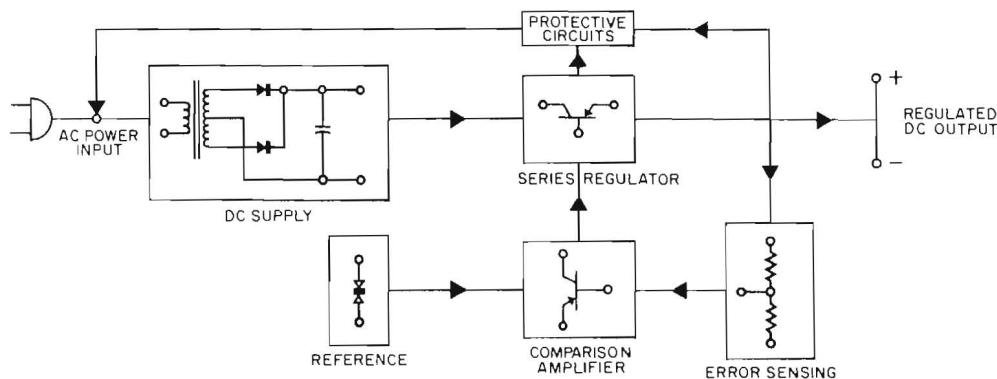 PROTECTIVE
CIRCUITS
AC POWER
INPUT
DC SUPPLY
SERIES REGULATOR
+
REGULATED
DC OUTPUT
−
REFERENCE
COMPARISON
AMPLIFIER
ERROR SENSING